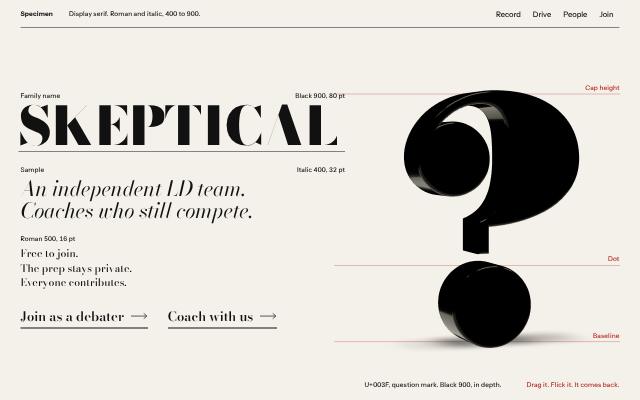 Specimen Display serif. Roman and italic, 400 to 900. Record Drive People Join
Family name Black 900, 80 pt
SKEPTICAL
Sample Italic 400, 32 pt
An independent LD team.
Coaches who still compete.
Roman 500, 16 pt
Free to join.
The prep stays private.
Everyone contributes.
Join as a debater → Coach with us →
Cap height
?
Dot
Baseline
U+003F, question mark. Black 900, in depth. Drag it. Flick it. It comes back.